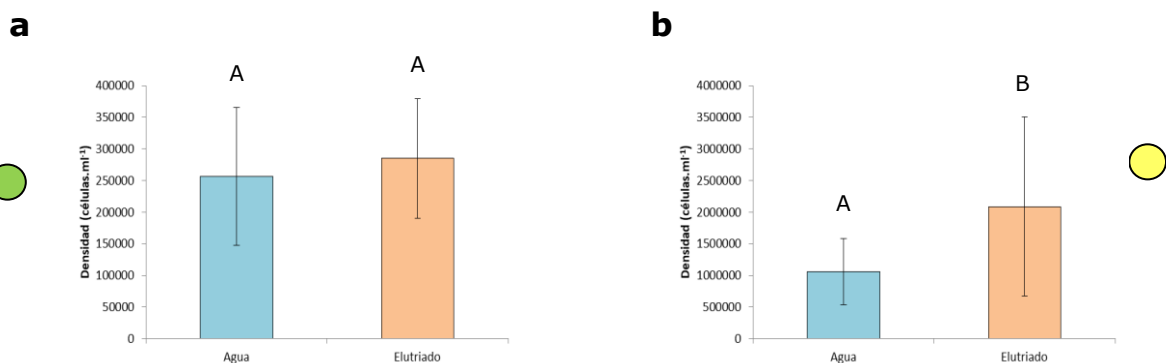 a
A
A
400000
350000
300000
250000
200000
150000
100000
50000
0
Densidad (células.ml⁻¹)
Agua
Elutriado
b
B
A
4000000
3500000
3000000
2500000
2000000
1500000
1000000
500000
0
Densidad (células.ml⁻¹)
Agua
Elutriado